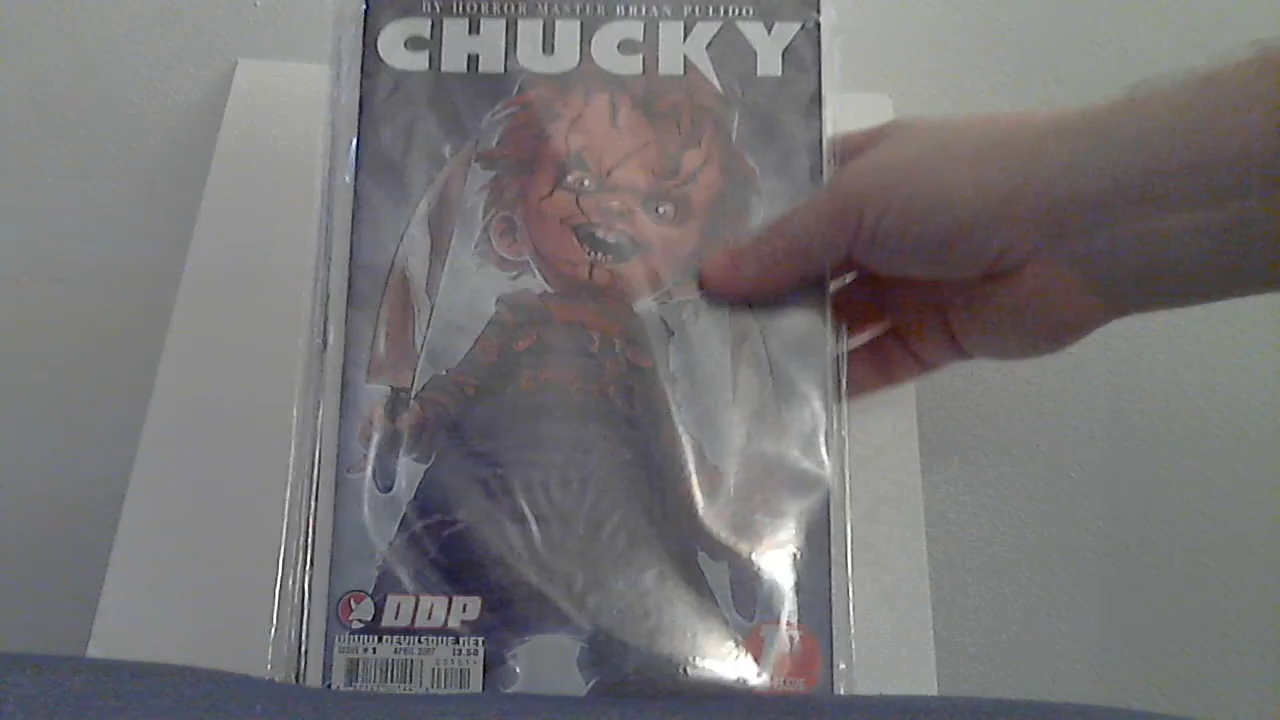 BY HORROR MASTER BRIAN PULIDO
CHUCKY
DDP
WWW.DEVILSDUE.NET
ISSUE # 1 APRIL 2007 $3.50